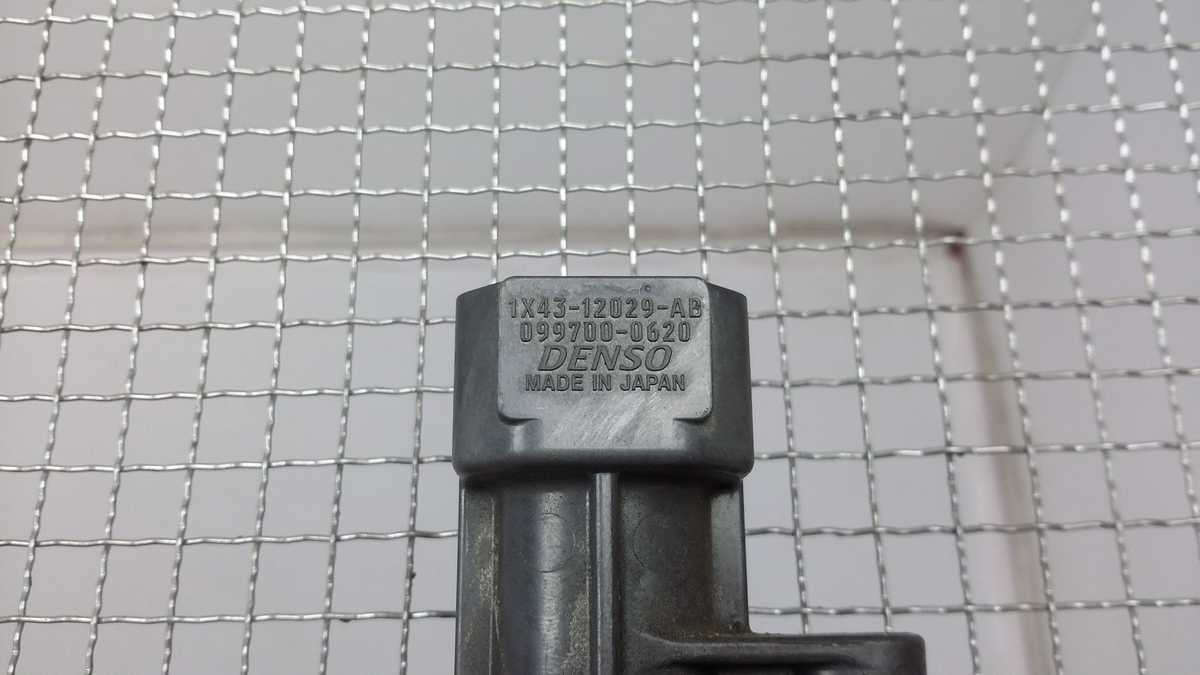 1X43-12029-AB
099700-0620
DENSO
MADE IN JAPAN